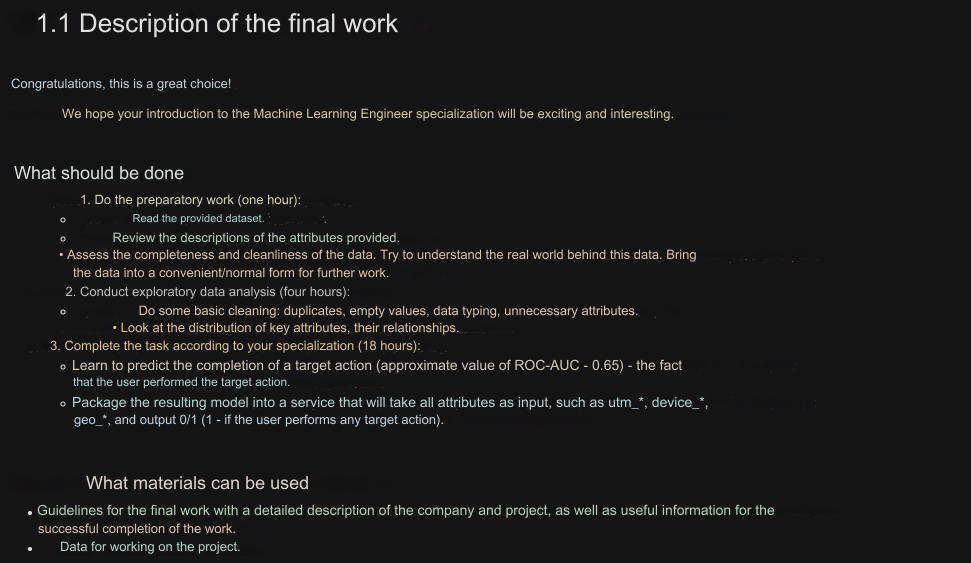 1.1 Description of the final work
Congratulations, this is a great choice!
We hope your introduction to the Machine Learning Engineer specialization will be exciting and interesting.
What should be done
1. Do the preparatory work (one hour):
Read the provided dataset.
Review the descriptions of the attributes provided.
• Assess the completeness and cleanliness of the data. Try to understand the real world behind this data. Bring
the data into a convenient/normal form for further work.
2. Conduct exploratory data analysis (four hours):
Do some basic cleaning: duplicates, empty values, data typing, unnecessary attributes.
• Look at the distribution of key attributes, their relationships.
3. Complete the task according to your specialization (18 hours):
Learn to predict the completion of a target action (approximate value of ROC-AUC - 0.65) - the fact
that the user performed the target action.
Package the resulting model into a service that will take all attributes as input, such as utm_*, device_*,
geo_*, and output 0/1 (1 - if the user performs any target action).
What materials can be used
Guidelines for the final work with a detailed description of the company and project, as well as useful information for the
successful completion of the work.
Data for working on the project.